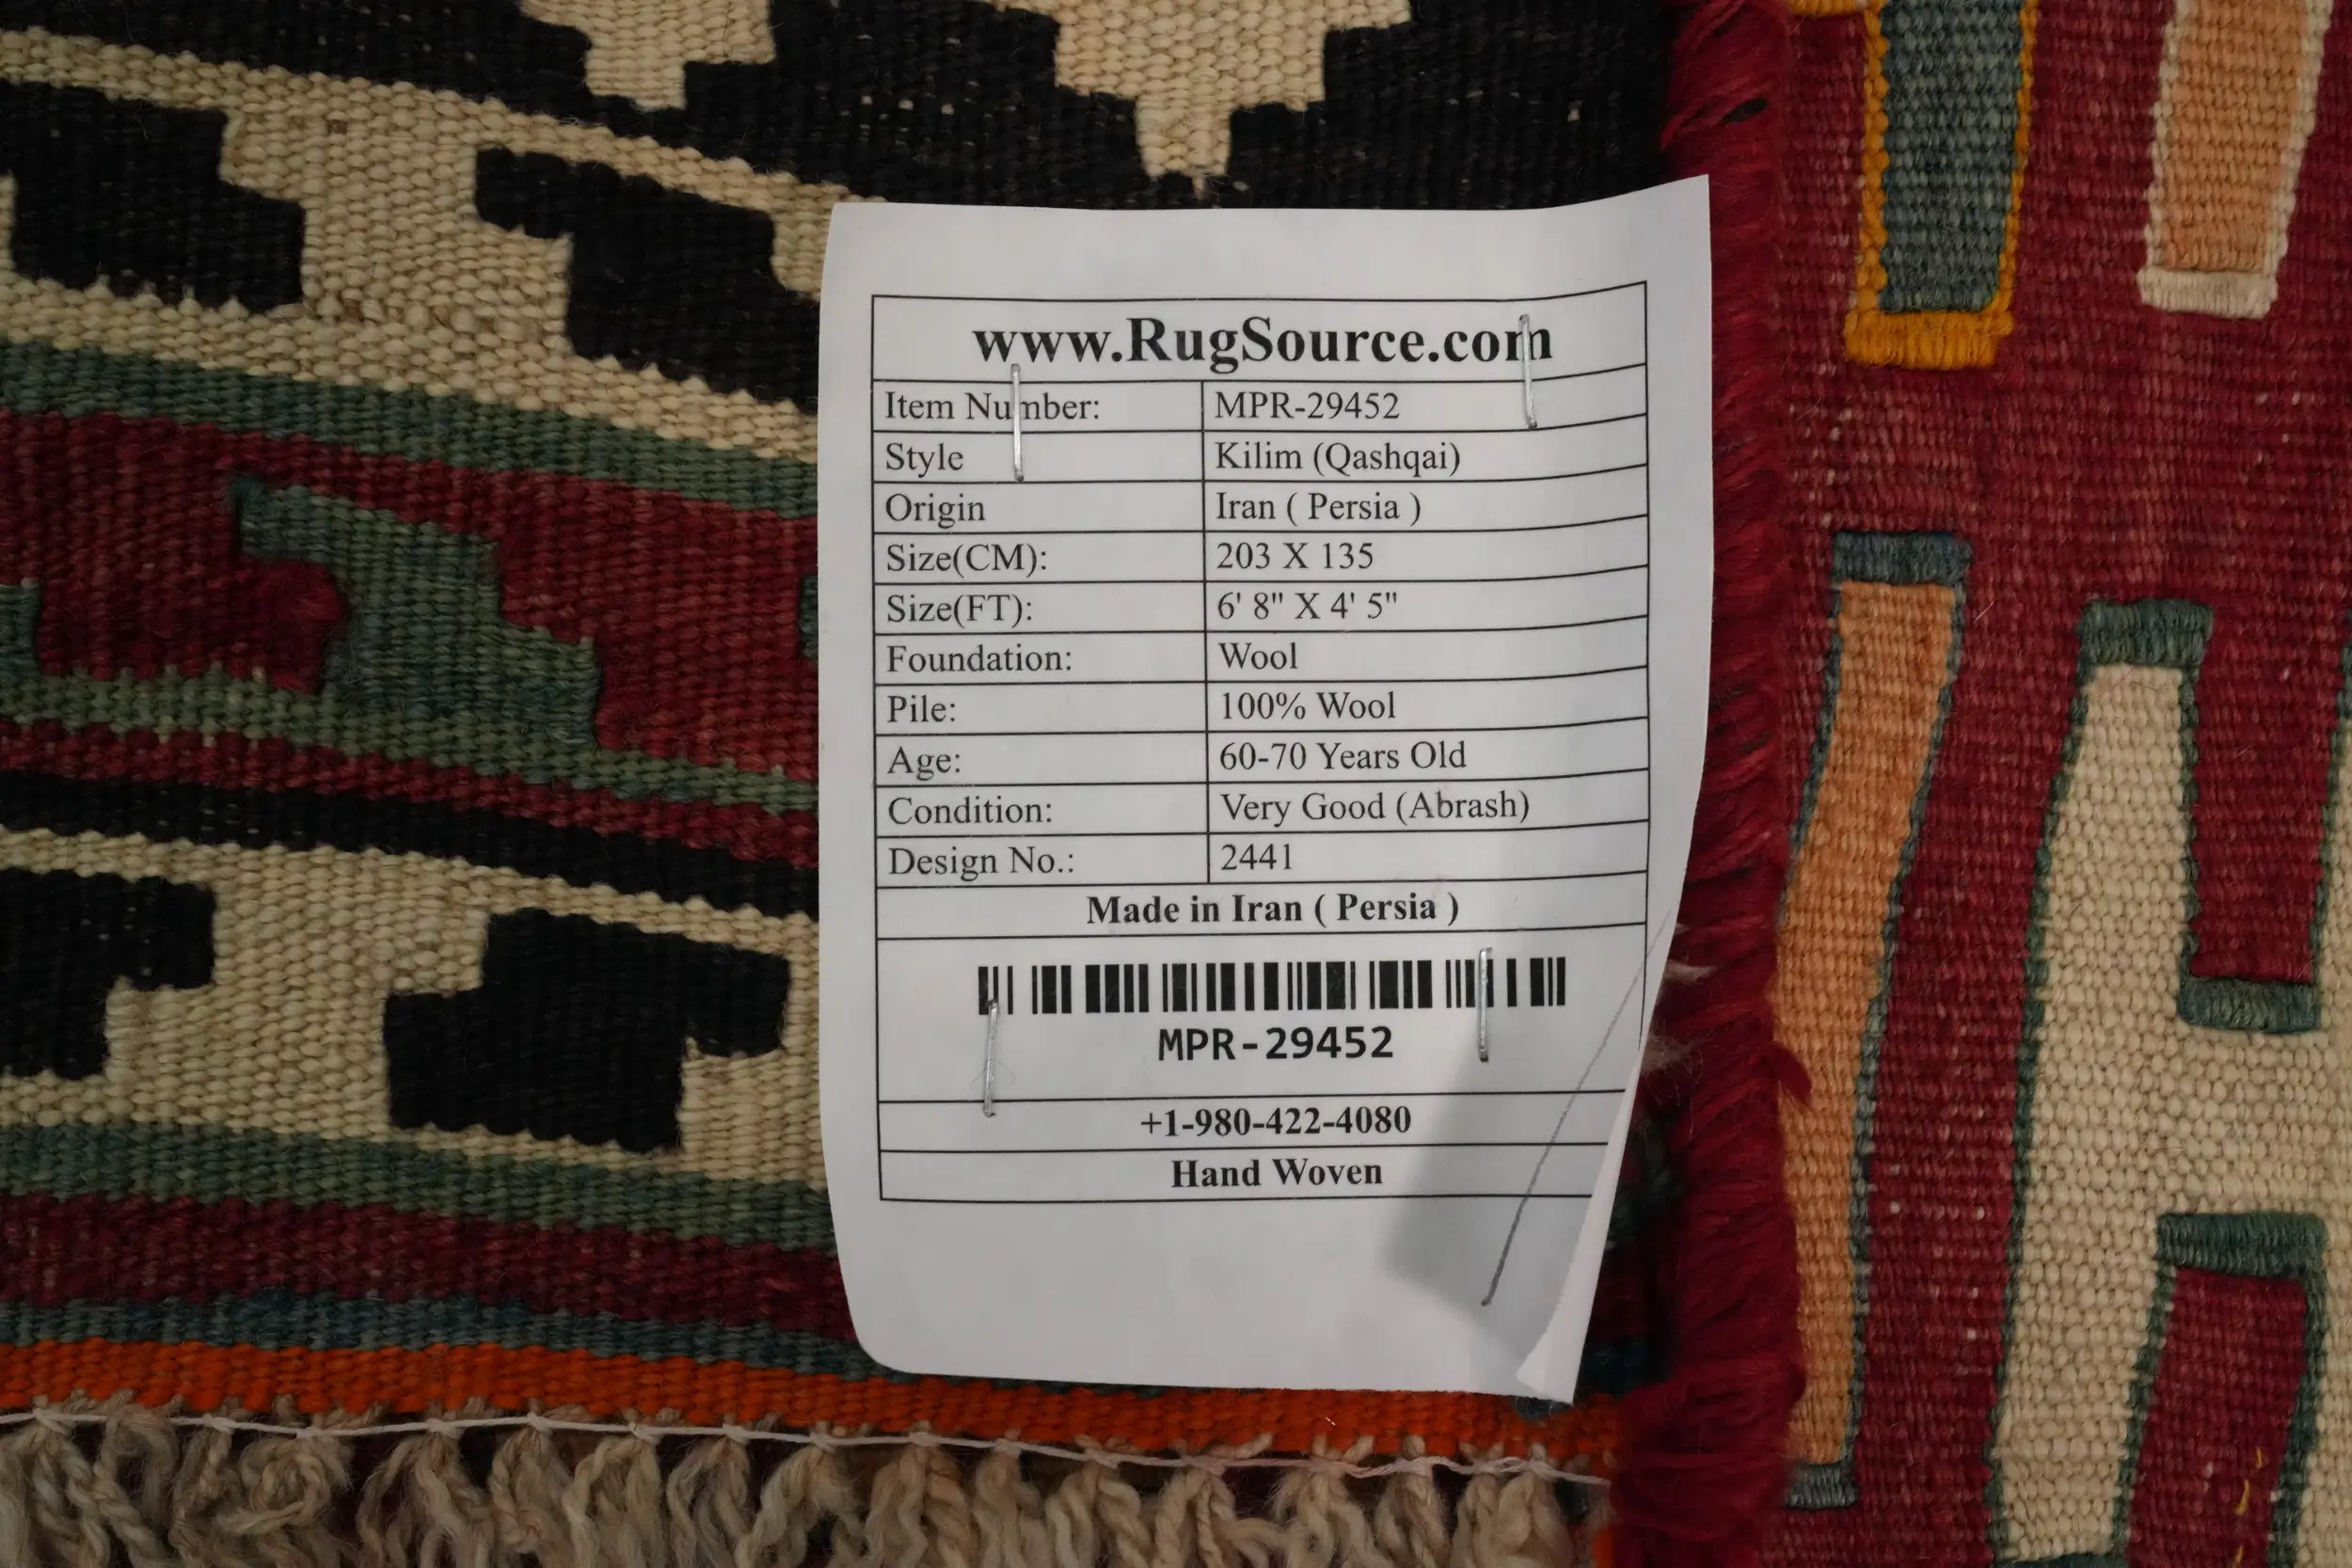 www.RugSource.com
Item Number: MPR-29452
Style Kilim (Qashqai)
Origin Iran ( Persia )
Size(CM): 203 X 135
Size(FT): 6' 8" X 4' 5"
Foundation: Wool
Pile: 100% Wool
Age: 60-70 Years Old
Condition: Very Good (Abrash)
Design No.: 2441
Made in Iran ( Persia )
MPR-29452
+1-980-422-4080
Hand Woven